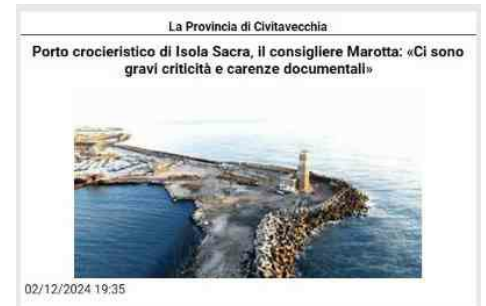 La Provincia di Civitavecchia
Porto crocieristico di Isola Sacra, il consigliere Marotta: «Ci sono
gravi criticità e carenze documentali»
02/12/2024 19:35